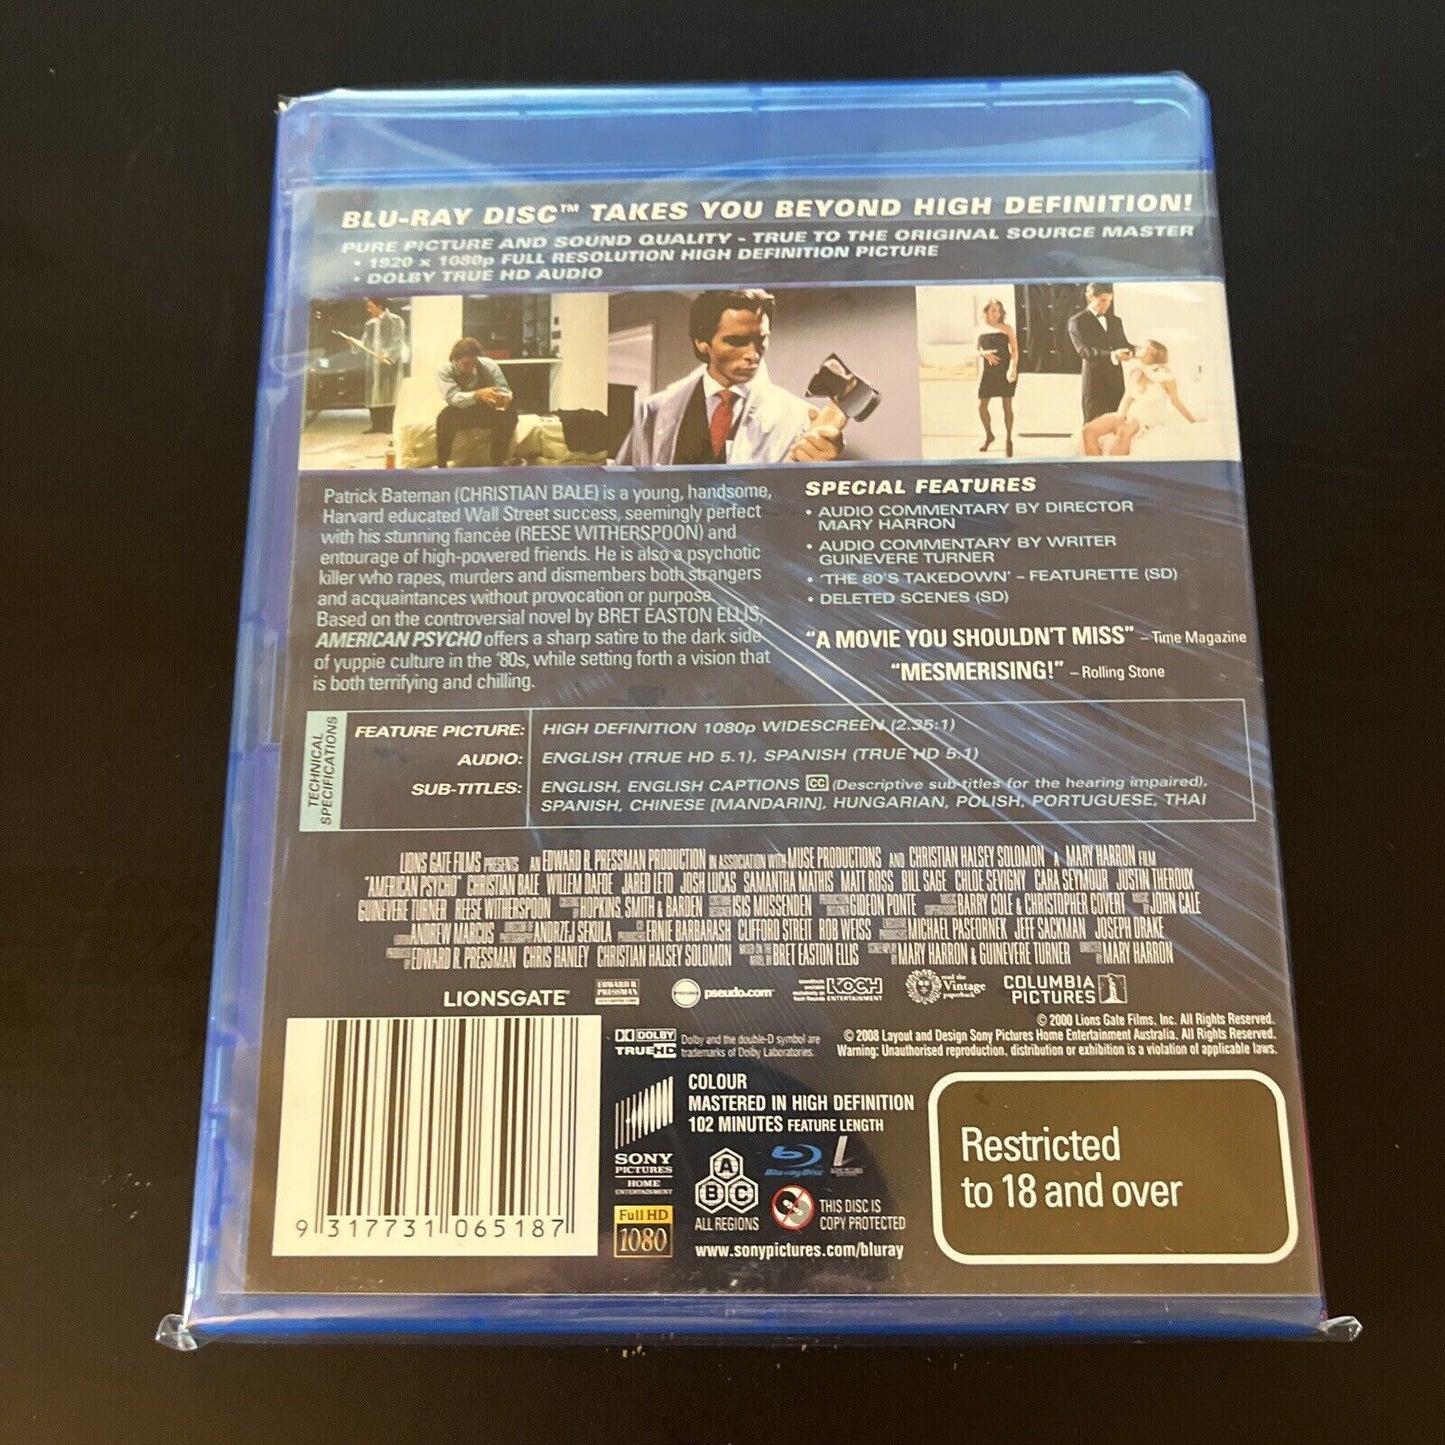 BLU-RAY DISC™ TAKES YOU BEYOND HIGH DEFINITION!
PURE PICTURE AND SOUND QUALITY - TRUE TO THE ORIGINAL SOURCE MASTER
• 1920 x 1080p FULL RESOLUTION HIGH DEFINITION PICTURE
• DOLBY TRUE HD AUDIO
Patrick Bateman (CHRISTIAN BALE) is a young, handsome,
Harvard educated Wall Street success, seemingly perfect
with his stunning fiancée (REESE WITHERSPOON) and
entourage of high-powered friends. He is also a psychotic
killer who rapes, murders and dismembers both strangers
and acquaintances without provocation or purpose.
Based on the controversial novel by BRET EASTON ELLIS,
AMERICAN PSYCHO offers a sharp satire to the dark side
of yuppie culture in the '80s, while setting forth a vision that
is both terrifying and chilling.
SPECIAL FEATURES
• AUDIO COMMENTARY BY DIRECTOR
MARY HARRON
• AUDIO COMMENTARY BY WRITER
GUINEVERE TURNER
• 'THE 80'S TAKEDOWN' – FEATURETTE (SD)
• DELETED SCENES (SD)
"A MOVIE YOU SHOULDN'T MISS" – Time Magazine
"MESMERISING!" – Rolling Stone
TECHNICAL
SPECIFICATIONS
FEATURE PICTURE: HIGH DEFINITION 1080p WIDESCREEN (2.35:1)
AUDIO: ENGLISH (TRUE HD 5.1), SPANISH (TRUE HD 5.1)
SUB-TITLES: ENGLISH, ENGLISH CAPTIONS CC (Descriptive sub-titles for the hearing impaired),
SPANISH, CHINESE [MANDARIN], HUNGARIAN, POLISH, PORTUGUESE, THAI
LIONS GATE FILMS PRESENTS AN EDWARD R. PRESSMAN PRODUCTION IN ASSOCIATION WITH MUSE PRODUCTIONS AND CHRISTIAN HALSEY SOLOMON A MARY HARRON FILM
"AMERICAN PSYCHO" CHRISTIAN BALE WILLEM DAFOE JARED LETO JOSH LUCAS SAMANTHA MATHIS MATT ROSS BILL SAGE CHLOE SEVIGNY CARA SEYMOUR JUSTIN THEROUX
GUINEVERE TURNER REESE WITHERSPOON HOPKINS, SMITH & BARDEN ISIS MUSSENDEN GIDEON PONTE BARRY COLE & CHRISTOPHER COVERT JOHN CALE
ANDREW MARCUS ANDRZEJ SEKULA ERNIE BARBARASH CLIFFORD STREIT ROB WEISS MICHAEL PASEORNEK JEFF SACKMAN JOSEPH DRAKE
EDWARD R. PRESSMAN CHRIS HANLEY CHRISTIAN HALSEY SOLOMON BASED ON THE NOVEL BY BRET EASTON ELLIS MARY HARRON & GUINEVERE TURNER MARY HARRON
LIONSGATE EDWARD R. PRESSMAN pseudo.com KOCH ENTERTAINMENT read the Vintage paperback COLUMBIA PICTURES
© 2000 Lions Gate Films, Inc. All Rights Reserved.
© 2008 Layout and Design Sony Pictures Home Entertainment Australia. All Rights Reserved.
Warning: Unauthorised reproduction, distribution or exhibition is a violation of applicable laws.
DOLBY TRUEHD
Dolby and the double-D symbol are
trademarks of Dolby Laboratories.
COLOUR
MASTERED IN HIGH DEFINITION
102 MINUTES FEATURE LENGTH
SONY
PICTURES
HOME
ENTERTAINMENT
Full HD
1080
A
B C
ALL REGIONS
Blu-ray Disc
THIS DISC IS
COPY PROTECTED
www.sonypictures.com/bluray
Restricted
to 18 and over
9 317731 065187